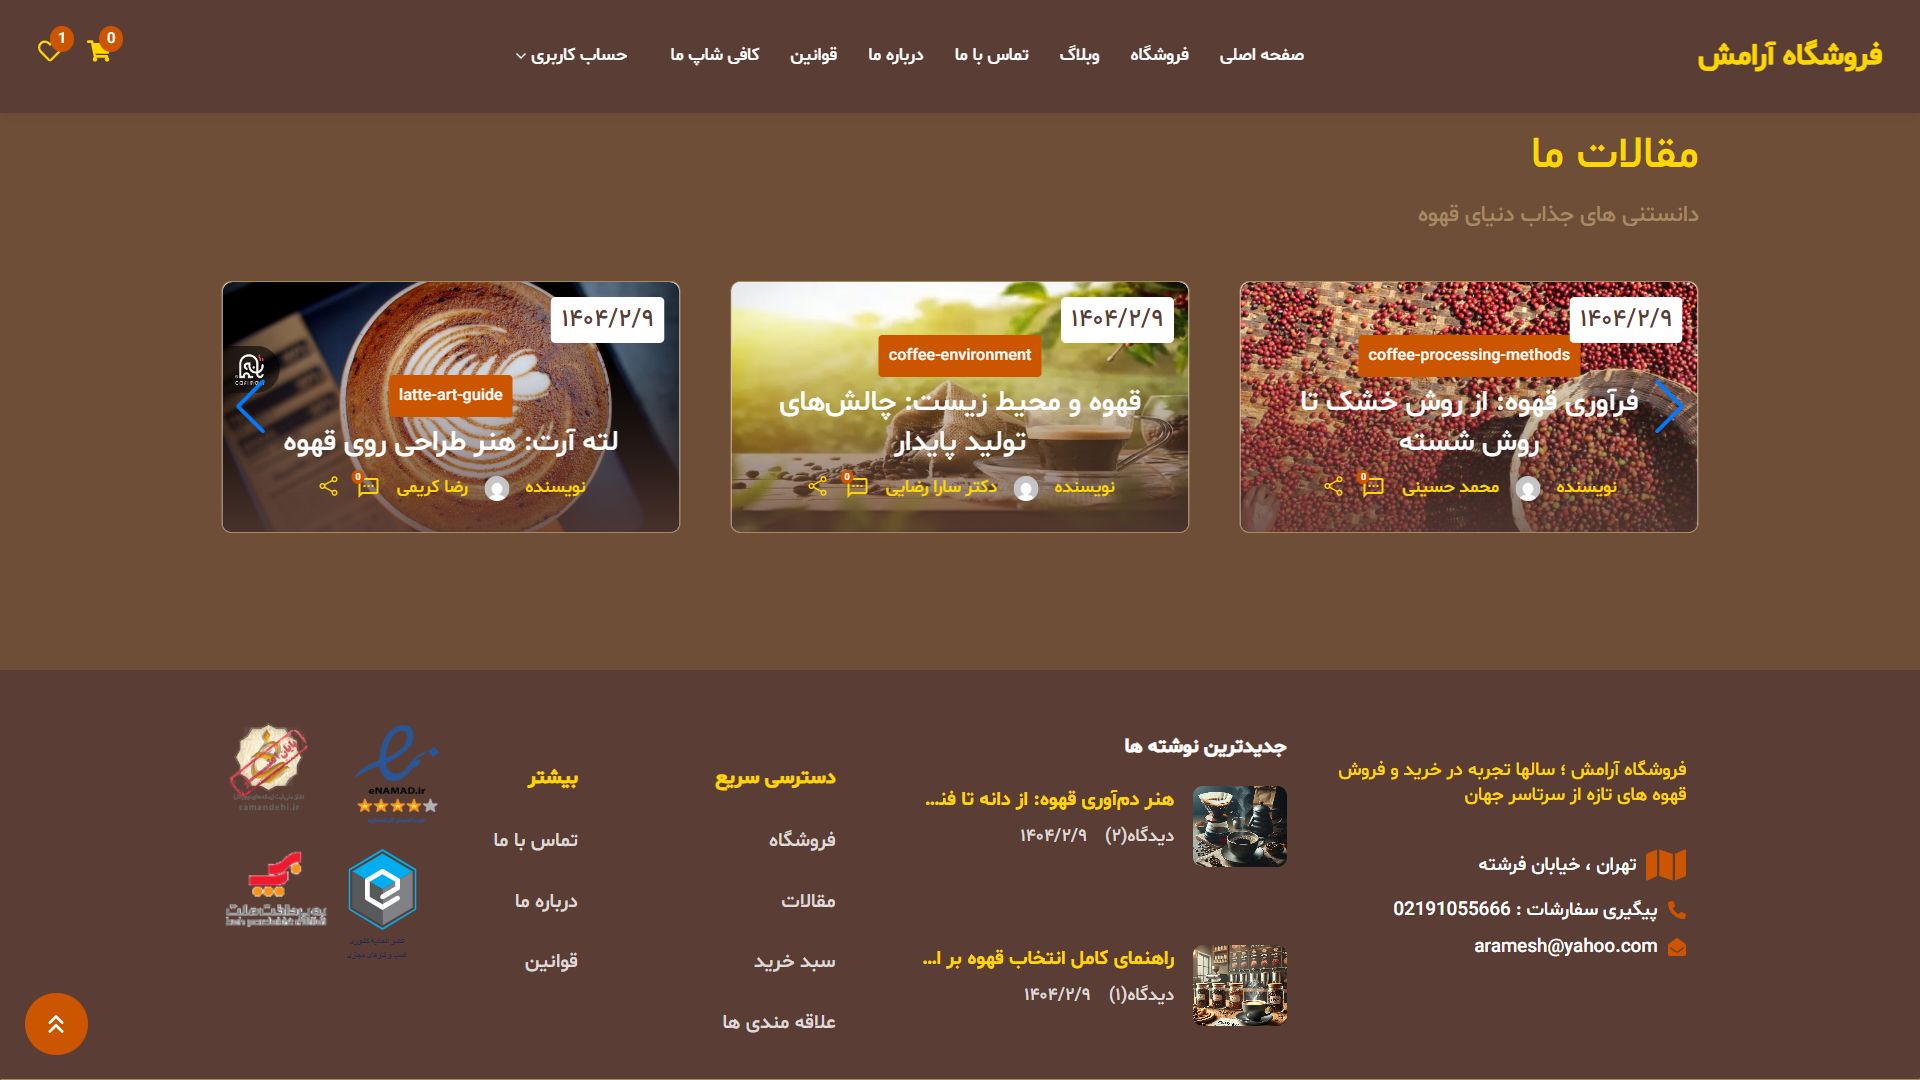 فروشگاه آرامش
صفحه اصلی
فروشگاه
وبلاگ
تماس با ما
درباره ما
قوانین
کافی شاپ ما
حساب کاربری
0
1
مقالات ما
دانستنی های جذاب دنیای قهوه
۱۴۰۴/۲/۹
coffee-processing-methods
فرآوری قهوه: از روش خشک تا
روش شسته
نویسنده
محمد حسینی
0
۱۴۰۴/۲/۹
coffee-environment
قهوه و محیط زیست: چالش‌های
تولید پایدار
نویسنده
دکتر سارا رضایی
0
۱۴۰۴/۲/۹
latte-art-guide
لته آرت: هنر طراحی روی قهوه
نویسنده
رضا کریمی
0
فروشگاه آرامش ؛ سالها تجربه در خرید و فروش
قهوه های تازه از سرتاسر جهان
تهران ، خیابان فرشته
پیگیری سفارشات : 02191055666
aramesh@yahoo.com
جدیدترین نوشته ها
هنر دم‌آوری قهوه: از دانه تا فنـ...
دیدگاه(۲) ۱۴۰۴/۲/۹
راهنمای کامل انتخاب قهوه بر ا...
دیدگاه(۱) ۱۴۰۴/۲/۹
دسترسی سریع
فروشگاه
مقالات
سبد خرید
علاقه مندی ها
بیشتر
تماس با ما
درباره ما
قوانین
eNAMAD.ir
samandehi.ir
به پرداخت ملت